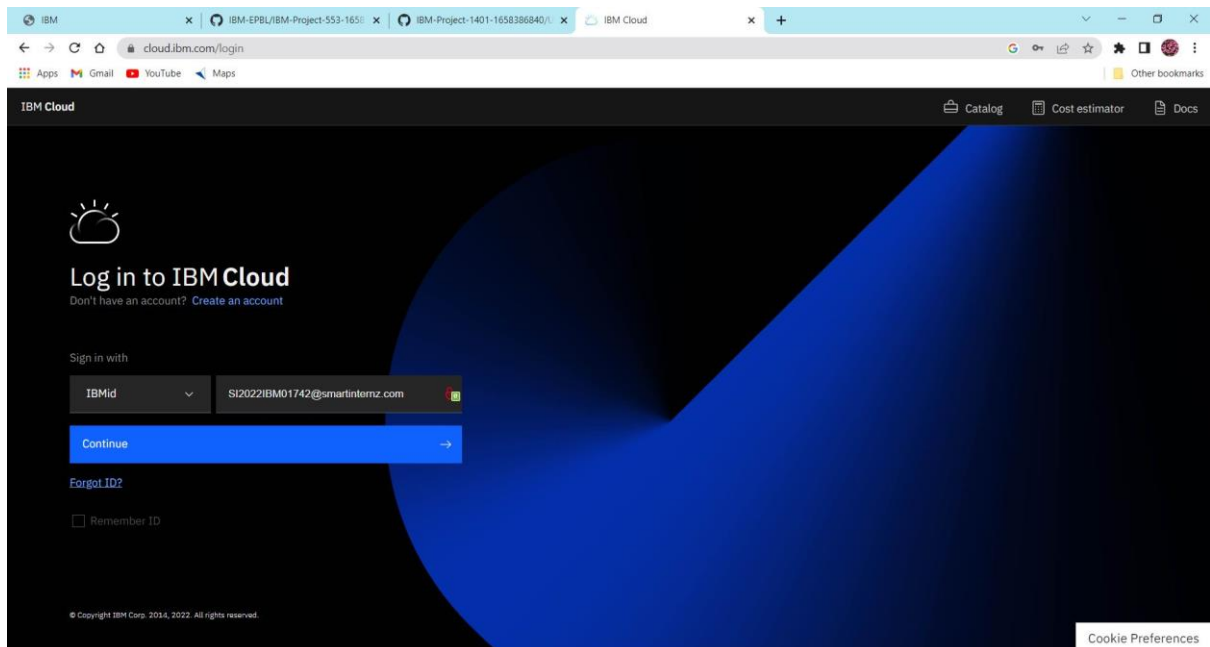 IBM
IBM-EPBL/IBM-Project-553-1658
IBM-Project-1401-1658386840/
IBM Cloud
cloud.ibm.com/login
Apps Gmail YouTube Maps Other bookmarks
IBM Cloud Catalog Cost estimator Docs
Log in to IBM Cloud
Don't have an account? Create an account
Sign in with
IBMid SI2022IBM01742@smartinternz.com
Continue
Forgot ID?
Remember ID
© Copyright IBM Corp. 2014, 2022. All rights reserved.
Cookie Preferences